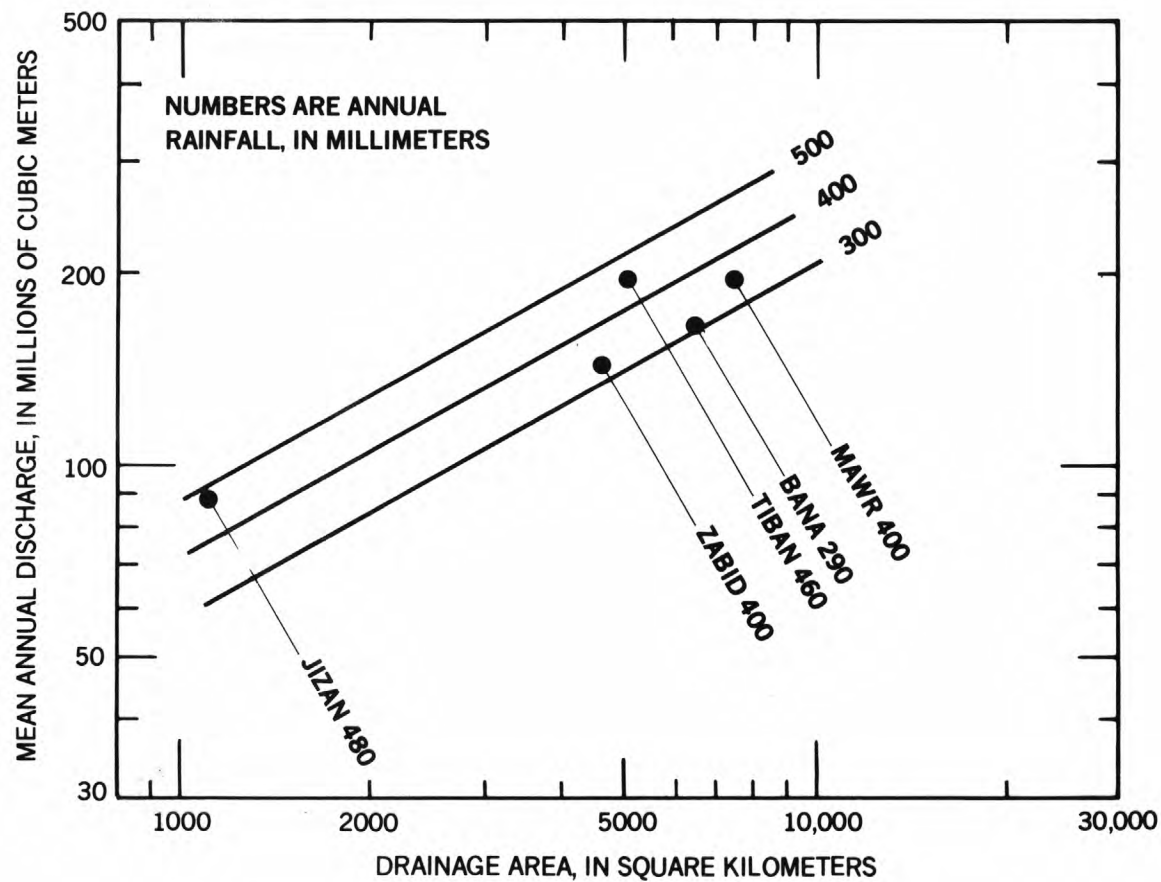 500
200
100
50
30
MEAN ANNUAL DISCHARGE, IN MILLIONS OF CUBIC METERS
NUMBERS ARE ANNUAL
RAINFALL, IN MILLIMETERS
500
400
300
MAWR 400
BANA 290
TIBAN 460
ZABID 400
JIZAN 480
1000
2000
5000
10,000
30,000
DRAINAGE AREA, IN SQUARE KILOMETERS